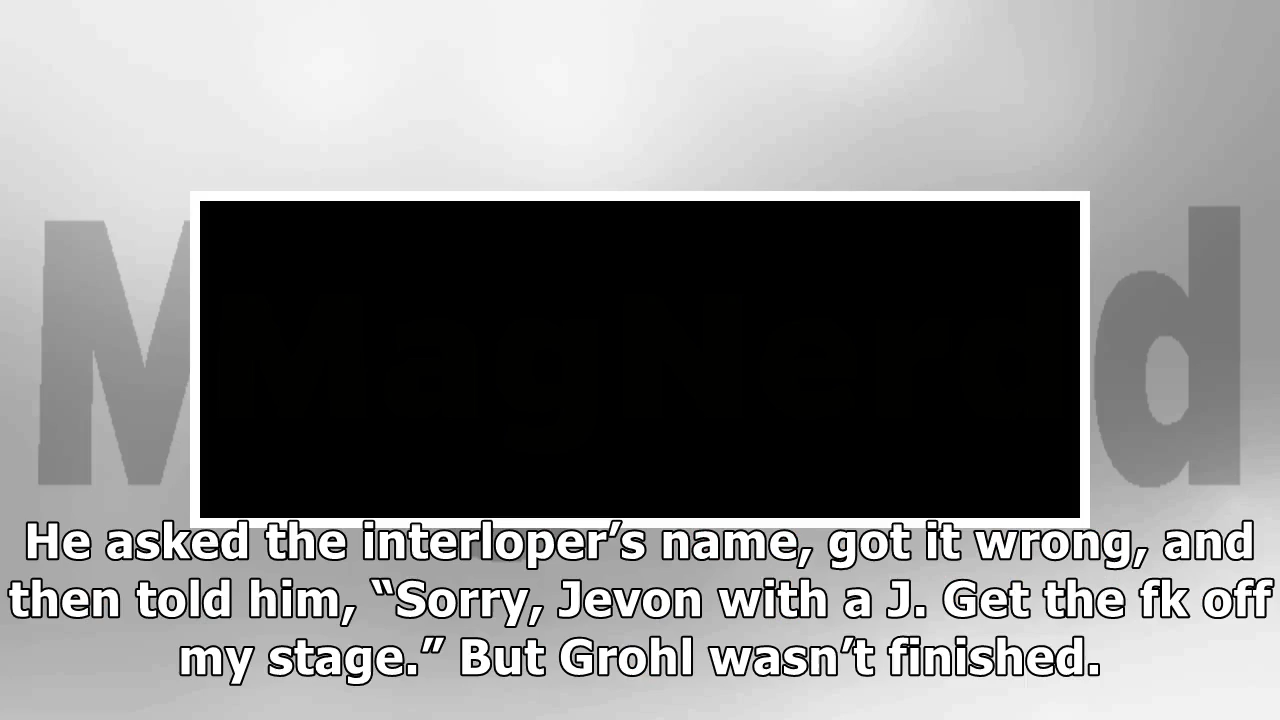 M d
He asked the interloper’s name, got it wrong, and
then told him, “Sorry, Jevon with a J. Get the fk off
my stage.” But Grohl wasn’t finished.